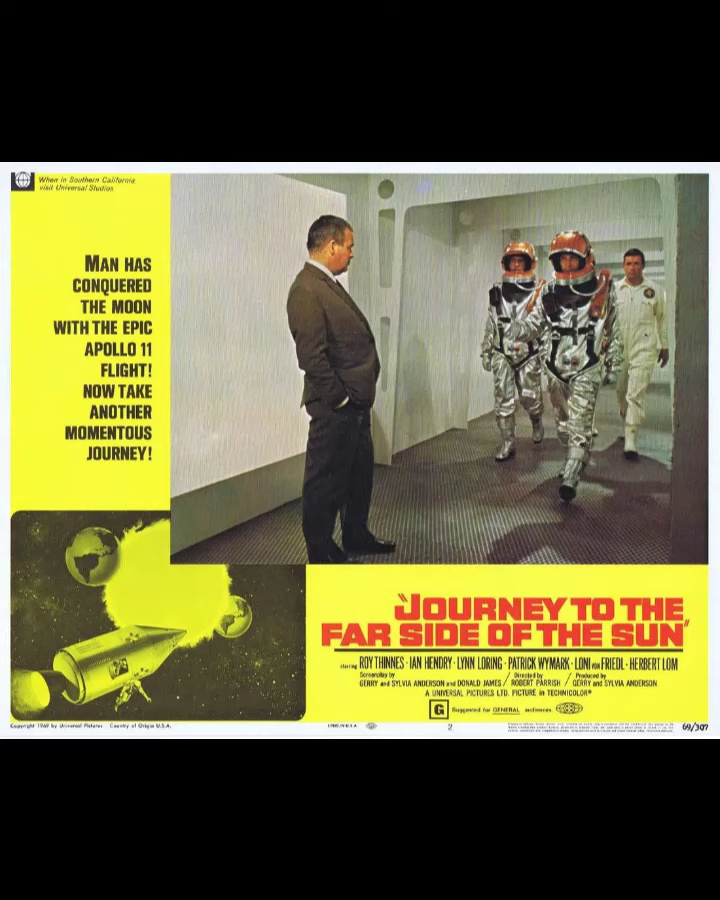 When in Southern California
visit Universal Studios
MAN HAS
CONQUERED
THE MOON
WITH THE EPIC
APOLLO 11
FLIGHT!
NOW TAKE
ANOTHER
MOMENTOUS
JOURNEY!
"JOURNEY TO THE
FAR SIDE OF THE SUN"
starring ROY THINNES · IAN HENDRY · LYNN LORING · PATRICK WYMARK · LONI von FRIEDL · HERBERT LOM
Screenplay by
GERRY and SYLVIA ANDERSON and DONALD JAMES / Directed by ROBERT PARRISH / Produced by GERRY and SYLVIA ANDERSON
A UNIVERSAL PICTURES LTD. PICTURE in TECHNICOLOR®
G Suggested for GENERAL audiences.
Copyright 1969 by Universal Pictures Country of Origin U.S.A.
2
69/307